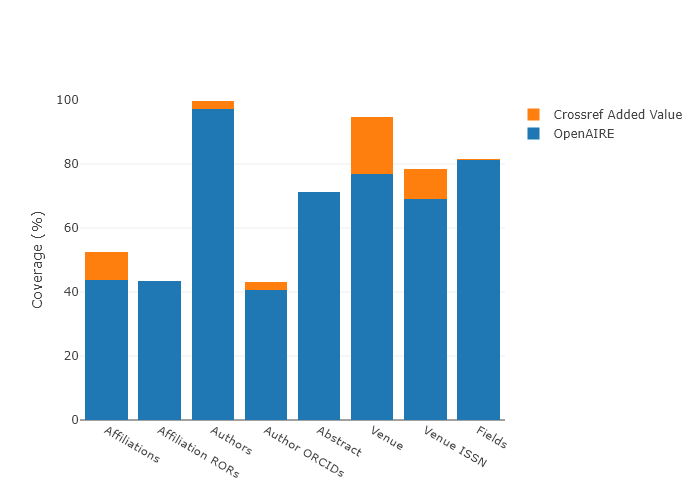 100
80
60
40
20
0
Coverage (%)
Affiliations
Affiliation RORs
Authors
Author ORCIDs
Abstract
Venue
Venue ISSN
Fields
Crossref Added Value
OpenAIRE